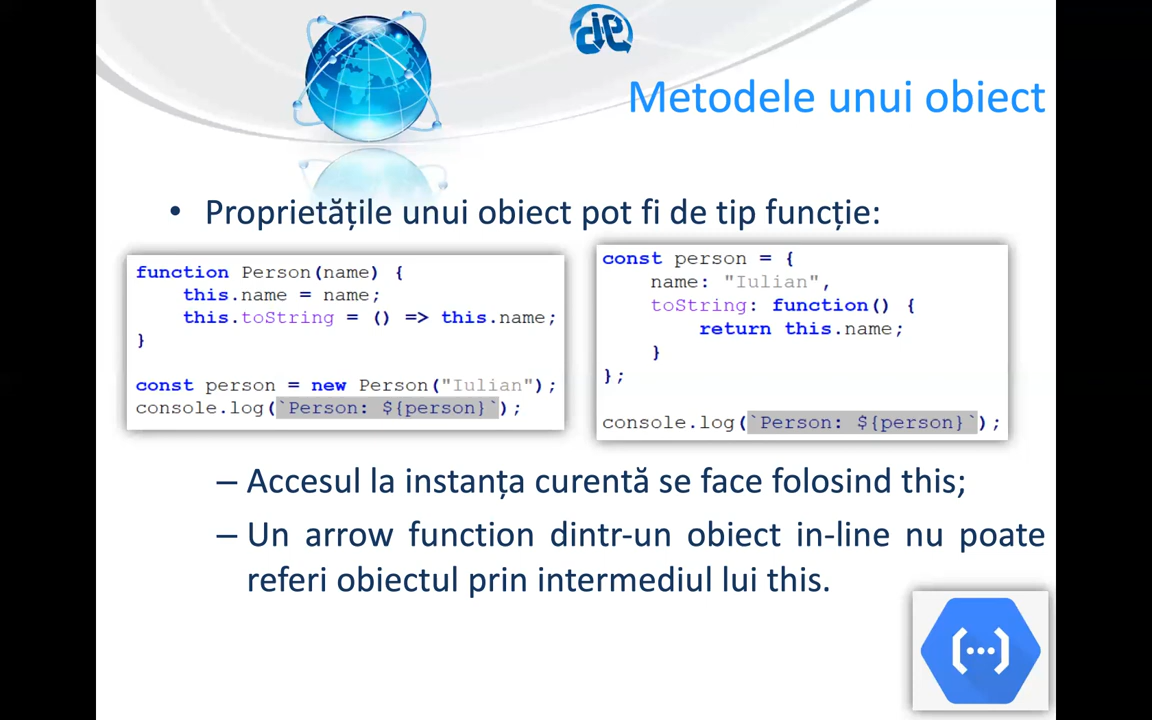 Metodele unui obiect
• Proprietățile unui obiect pot fi de tip funcție:
function Person(name) {
    this.name = name;
    this.toString = () => this.name;
}

const person = new Person("Iulian");
console.log(`Person: ${person}`);
const person = {
    name: "Iulian",
    toString: function() {
        return this.name;
    }
};

console.log(`Person: ${person}`);
– Accesul la instanța curentă se face folosind this;
– Un arrow function dintr-un obiect in-line nu poate
referi obiectul prin intermediul lui this.